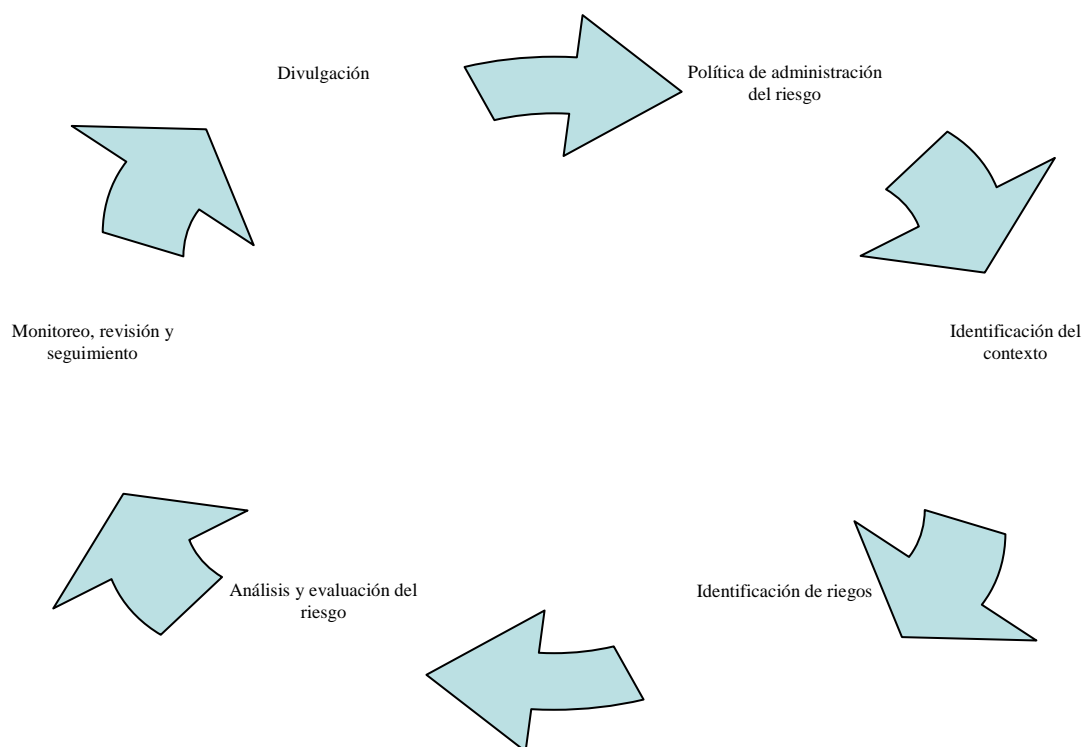 Divulgación
Política de administración
del riesgo
Identificación del
contexto
Identificación de riegos
Análisis y evaluación del
riesgo
Monitoreo, revisión y
seguimiento